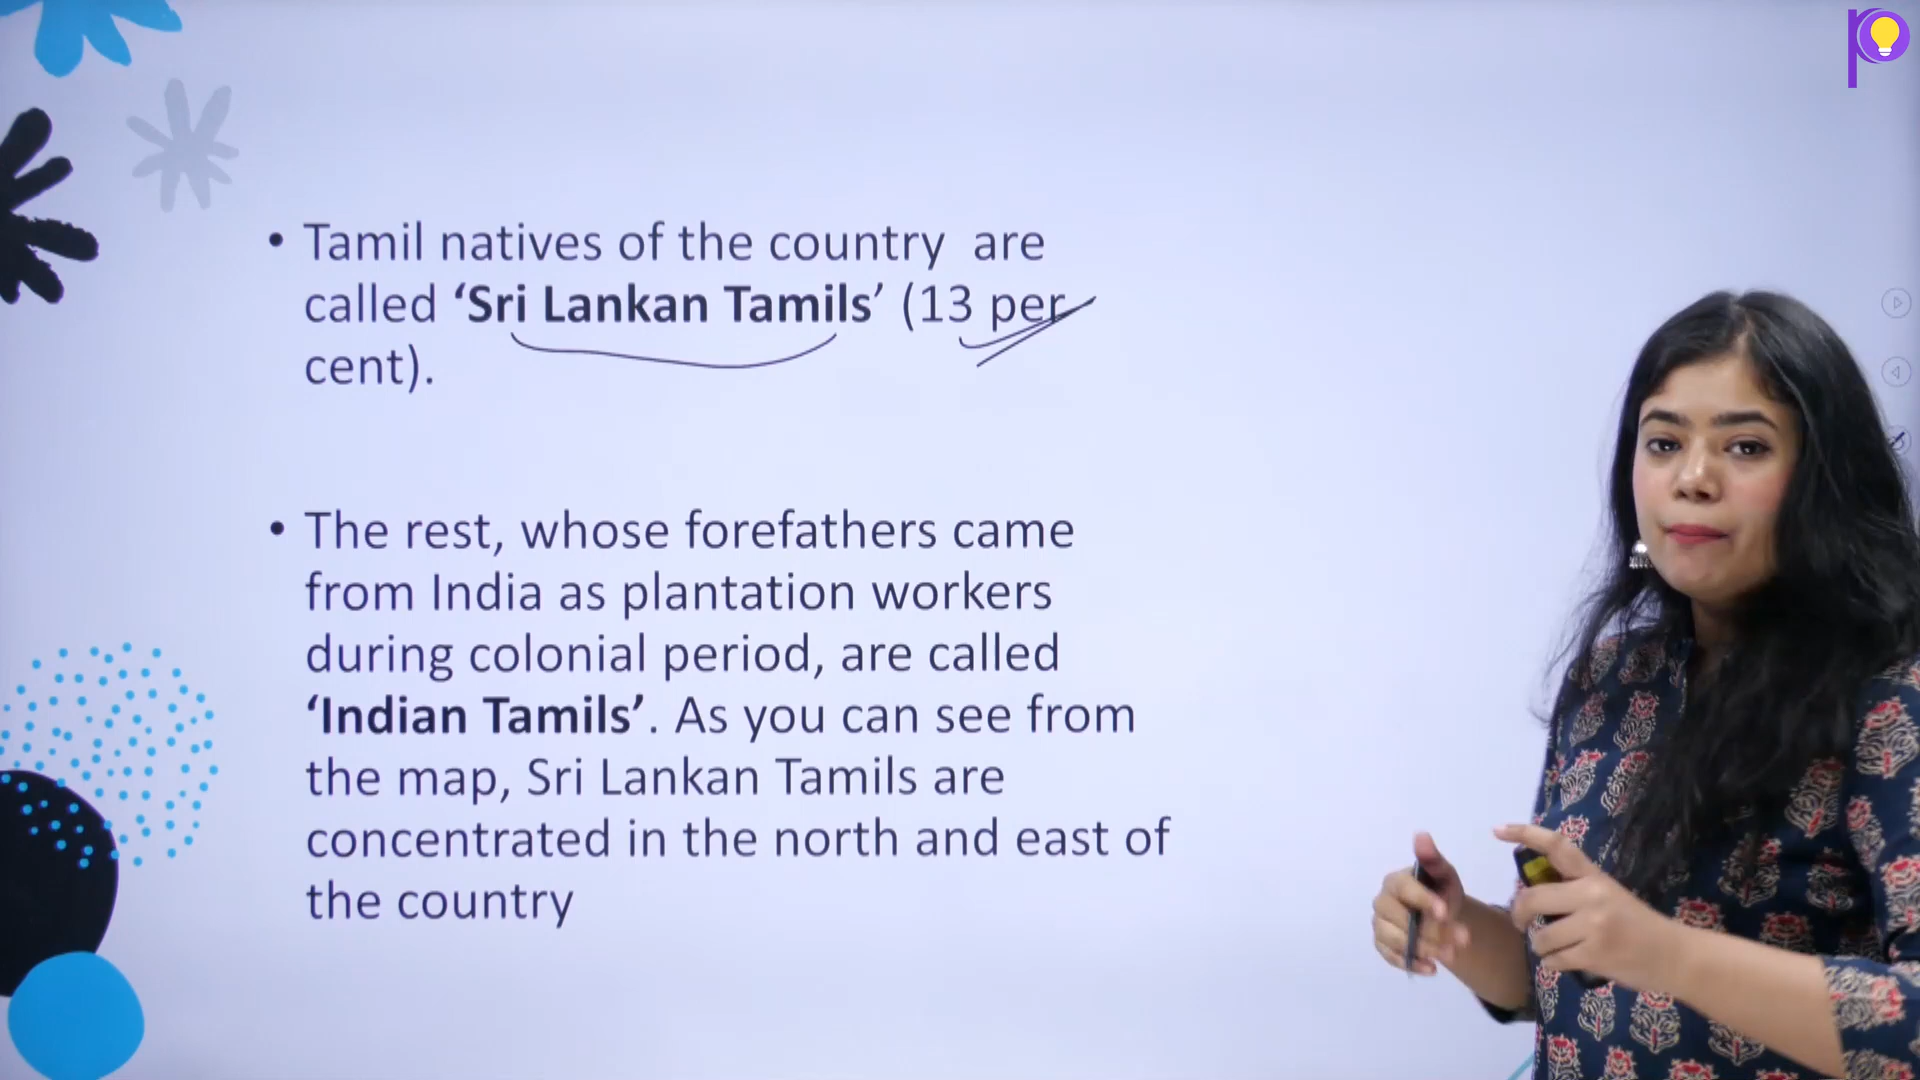 • Tamil natives of the country are
called ‘Sri Lankan Tamils’ (13 per
cent).
• The rest, whose forefathers came
from India as plantation workers
during colonial period, are called
‘Indian Tamils’. As you can see from
the map, Sri Lankan Tamils are
concentrated in the north and east of
the country